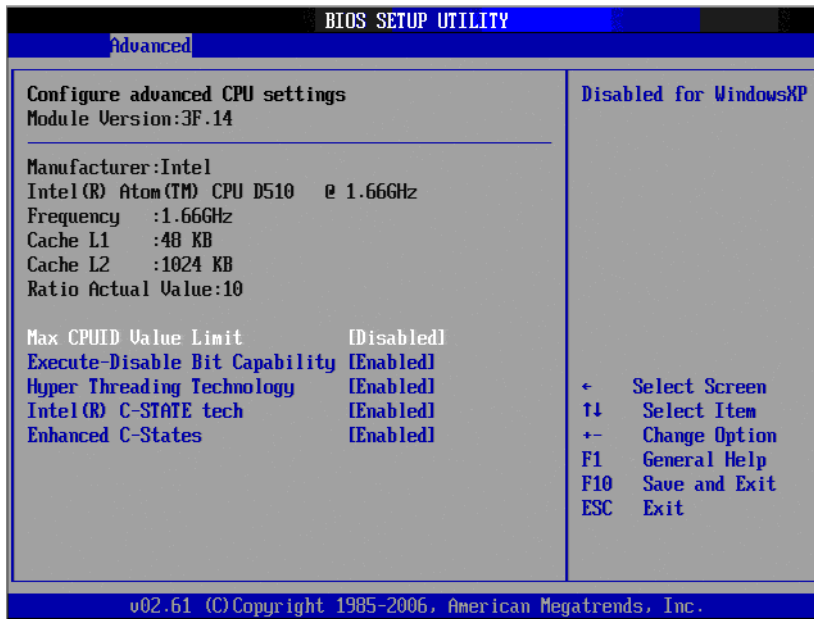 BIOS SETUP UTILITY
Advanced
Configure advanced CPU settings
Module Version:3F.14
Manufacturer:Intel
Intel(R) Atom(TM) CPU D510 @ 1.66GHz
Frequency :1.66GHz
Cache L1 :48 KB
Cache L2 :1024 KB
Ratio Actual Value:10
Max CPUID Value Limit [Disabled]
Execute-Disable Bit Capability [Enabled]
Hyper Threading Technology [Enabled]
Intel(R) C-STATE tech [Enabled]
Enhanced C-States [Enabled]
Disabled for WindowsXP
← Select Screen
↑↓ Select Item
+- Change Option
F1 General Help
F10 Save and Exit
ESC Exit
v02.61 (C)Copyright 1985-2006, American Megatrends, Inc.